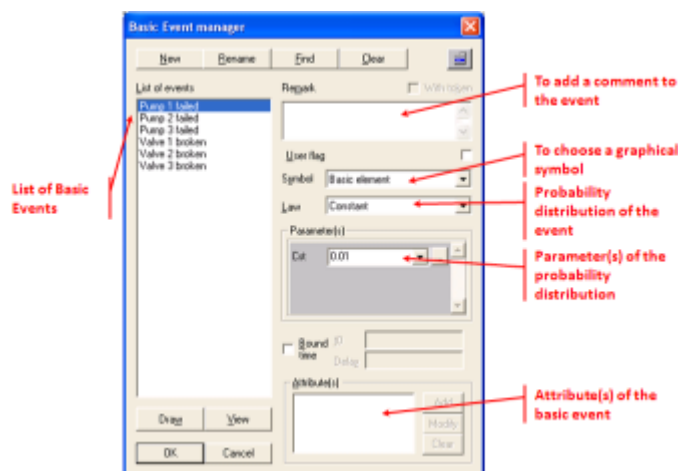 Basic Event manager
New Rename Find Clear
List of events
Remark With token
Pump 1 failed
Pump 2 failed
Pump 3 failed
Valve 1 broken
Valve 2 broken
Valve 3 broken
User flag
Symbol Basic element
Law Constant
Parameter(s)
Cst 0.01
Bound time
ID
Delay
Attribute(s)
Add
Modify
Clear
Draw View
OK Cancel
List of Basic
Events
To add a comment to
the event
To choose a graphical
symbol
Probability
distribution of the
event
Parameter(s) of the
probability
distribution
Attribute(s) of the
basic event